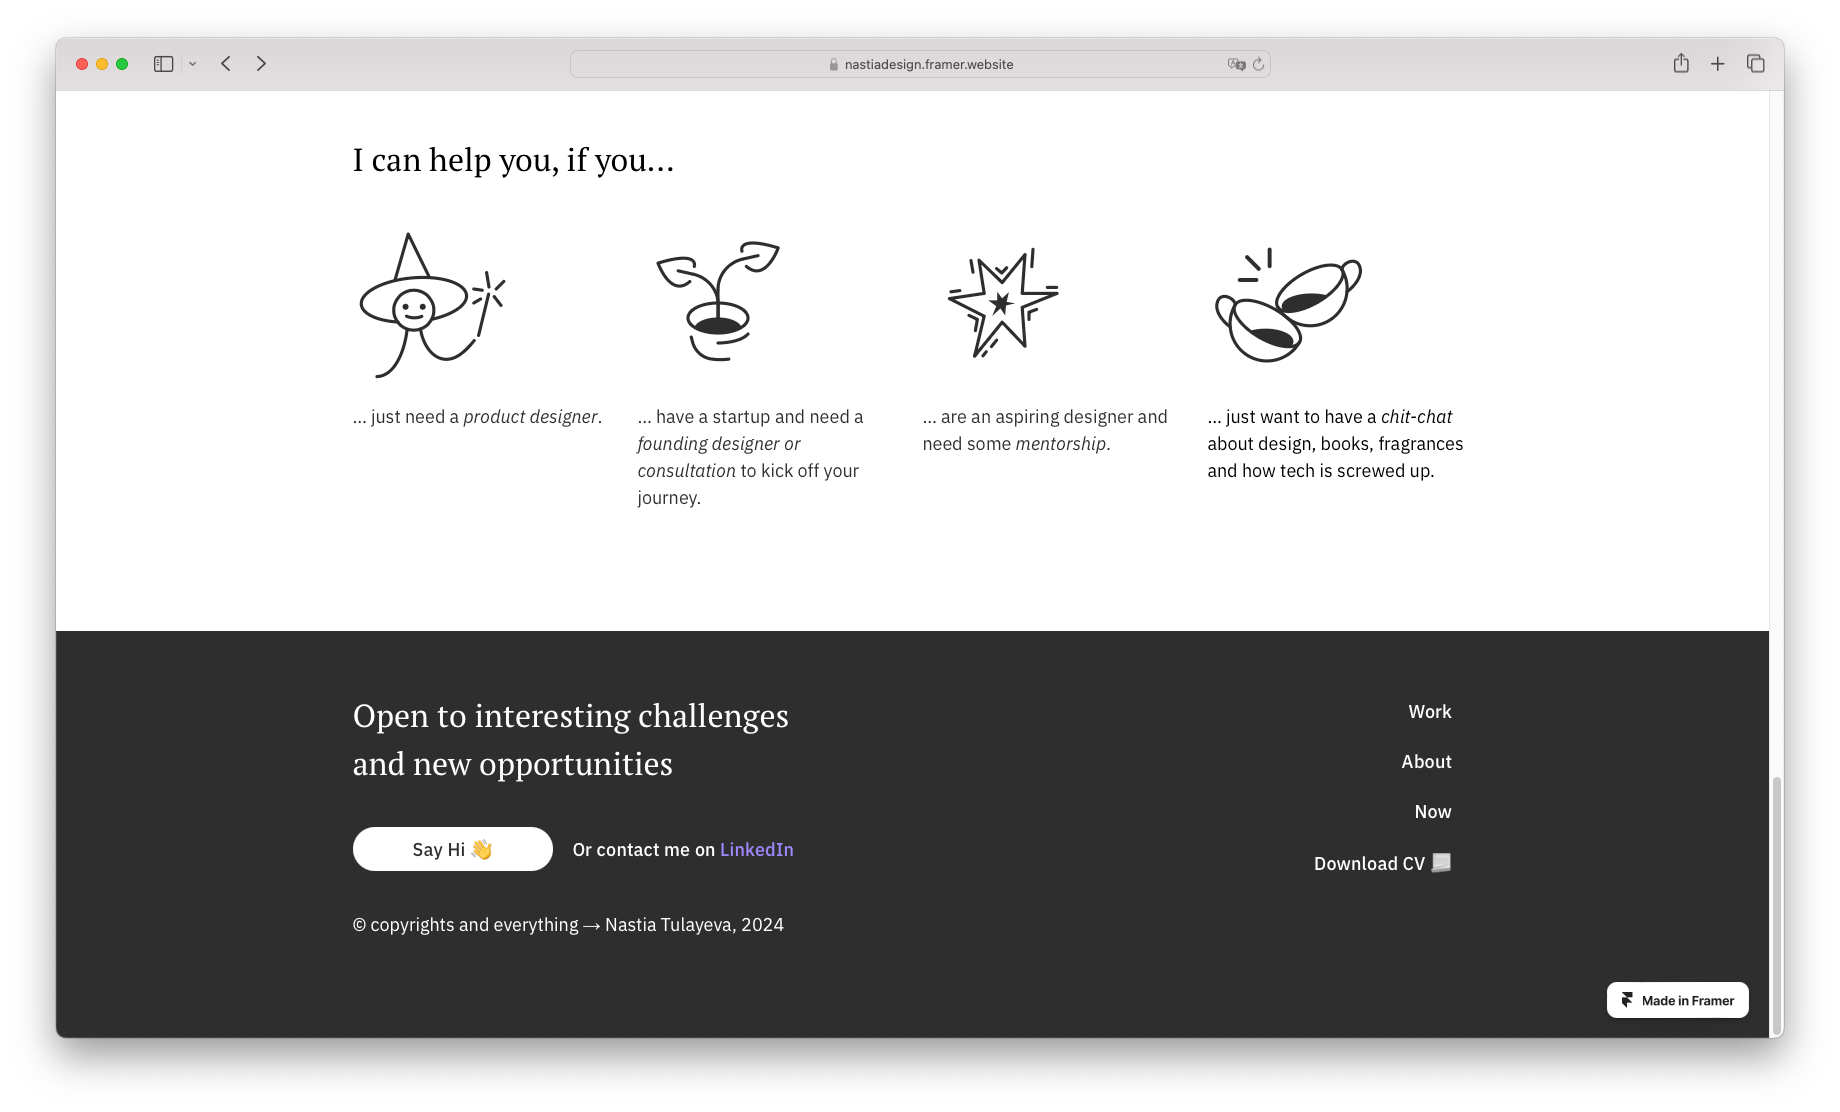 nastiadesign.framer.website
I can help you, if you...
... just need a product designer.
... have a startup and need a
founding designer or
consultation to kick off your
journey.
... are an aspiring designer and
need some mentorship.
... just want to have a chit-chat
about design, books, fragrances
and how tech is screwed up.
Open to interesting challenges
and new opportunities
Say Hi 👋
Or contact me on LinkedIn
© copyrights and everything → Nastia Tulayeva, 2024
Work
About
Now
Download CV 📃
Made in Framer